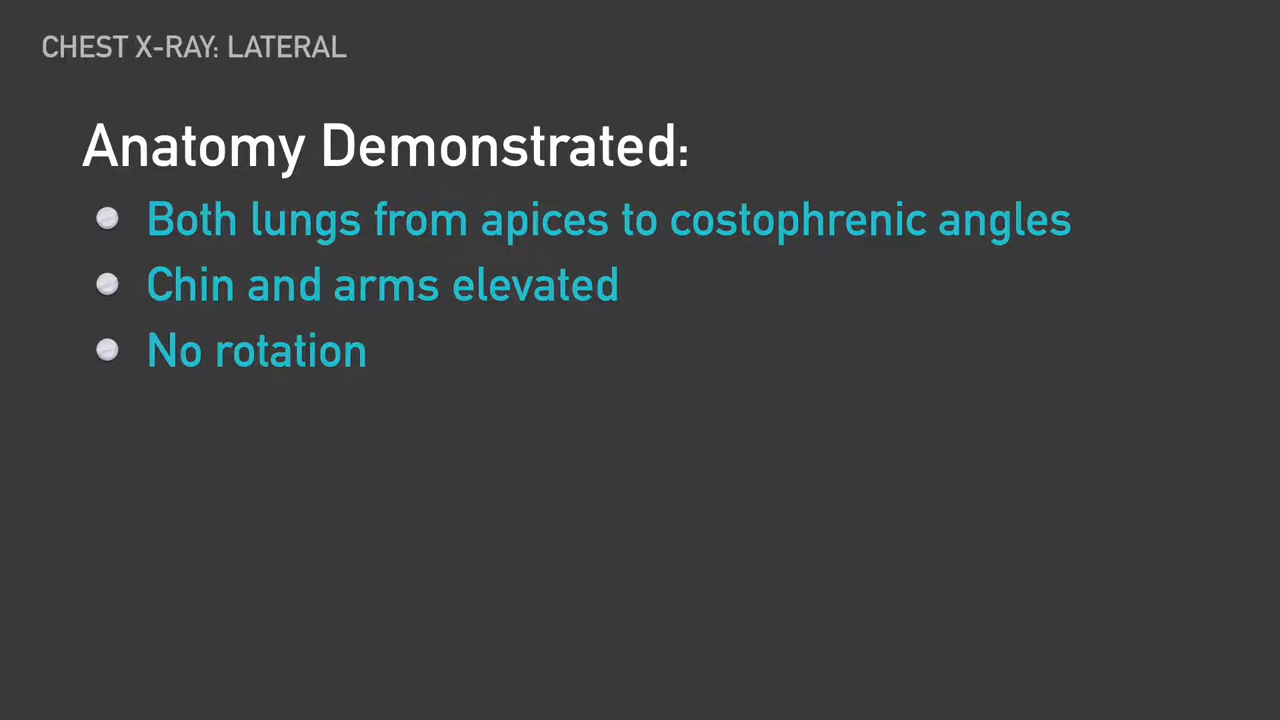 CHEST X-RAY: LATERAL
Anatomy Demonstrated:
Both lungs from apices to costophrenic angles
Chin and arms elevated
No rotation